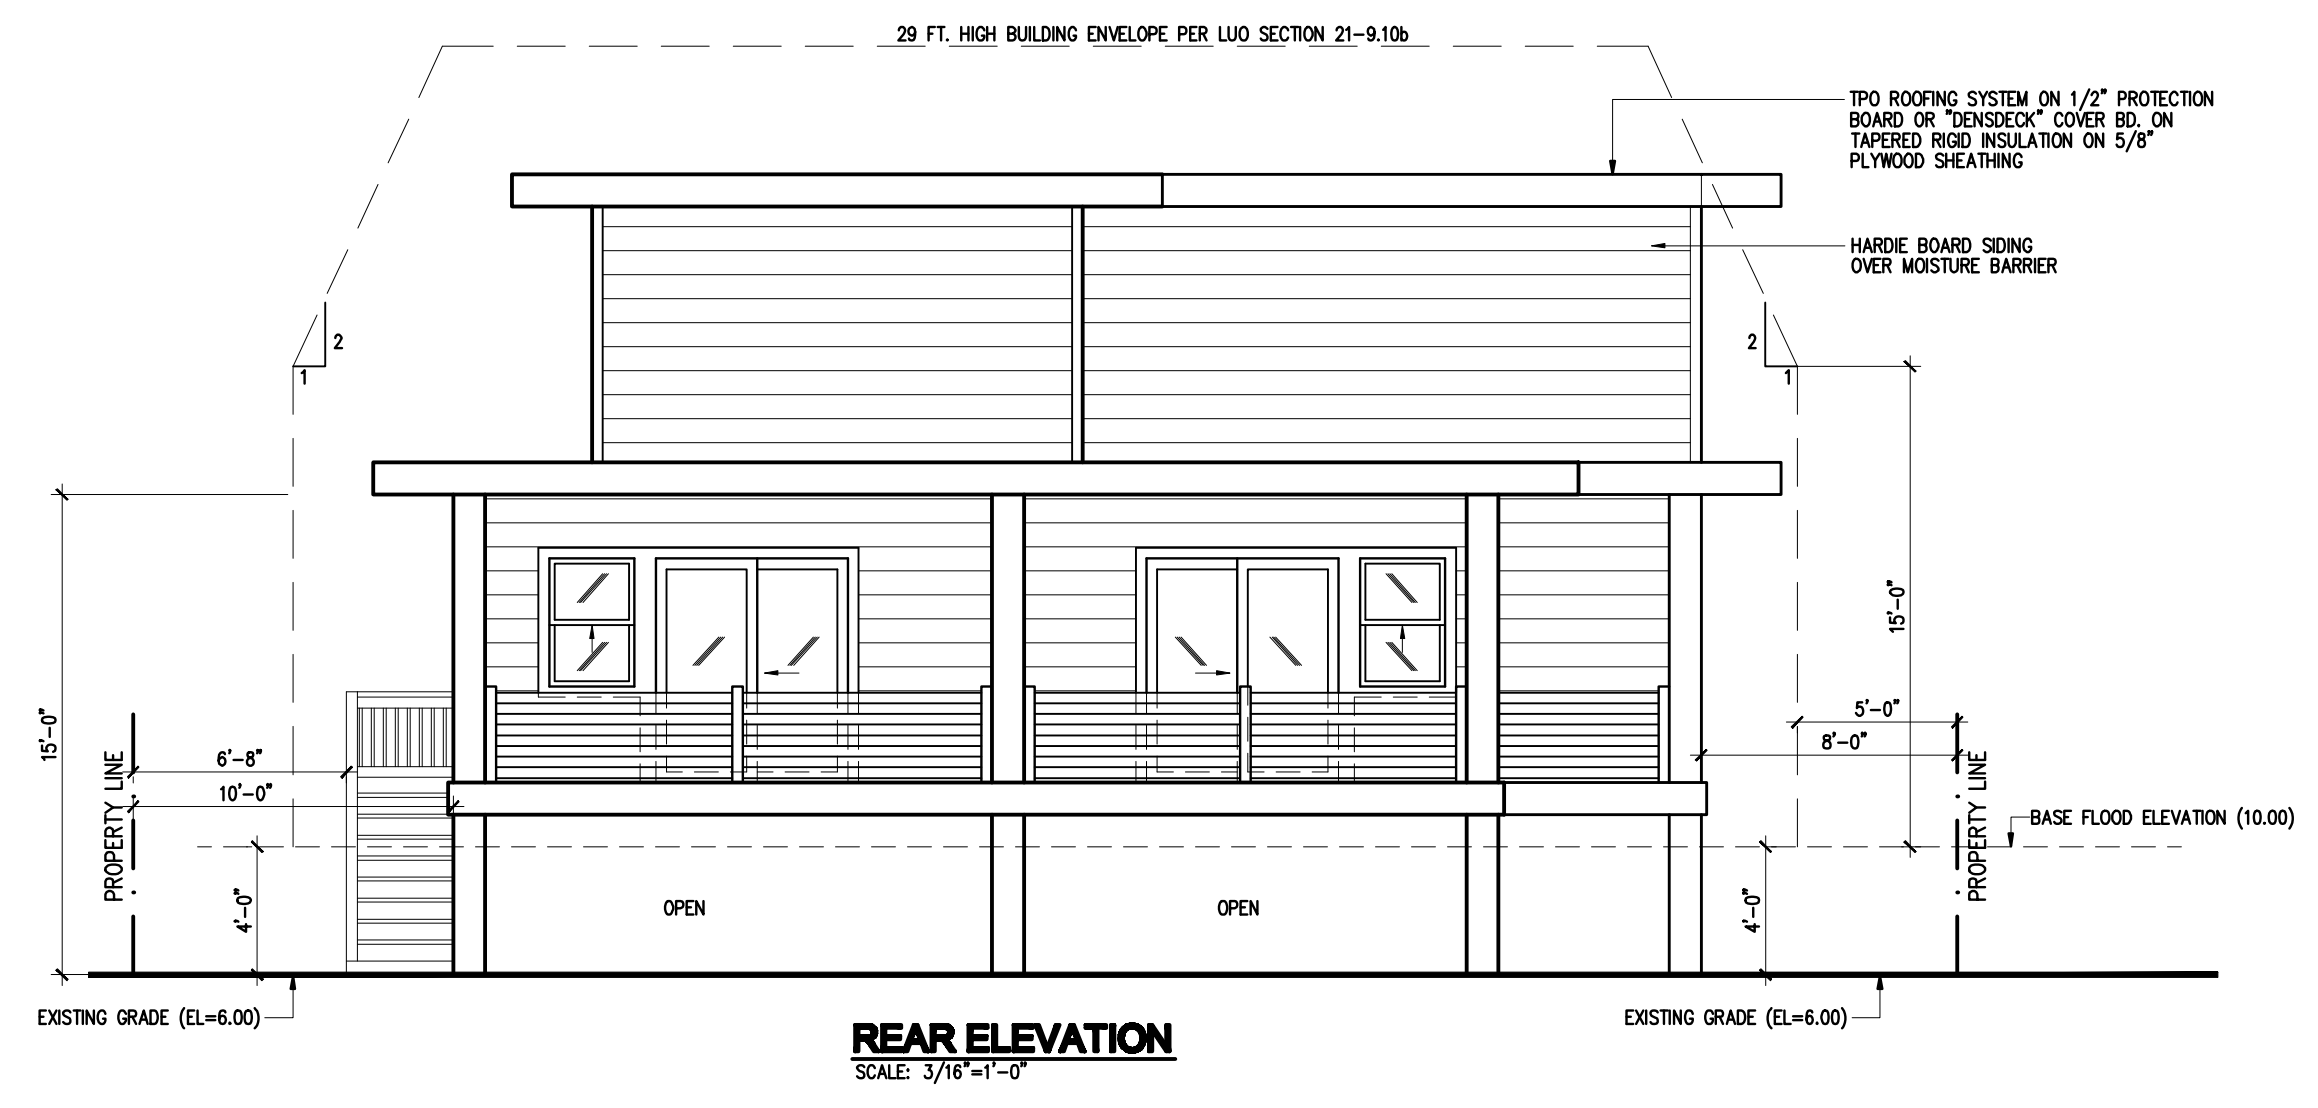 29 FT. HIGH BUILDING ENVELOPE PER LUO SECTION 21-9.10b
TPO ROOFING SYSTEM ON 1/2" PROTECTION
BOARD OR "DENSDECK" COVER BD. ON
TAPERED RIGID INSULATION ON 5/8"
PLYWOOD SHEATHING
HARDIE BOARD SIDING
OVER MOISTURE BARRIER
2
1
2
1
15'-0"
15'-0"
5'-0"
8'-0"
6'-8"
10'-0"
PROPERTY LINE
PROPERTY LINE
BASE FLOOD ELEVATION (10.00)
4'-0"
4'-0"
OPEN
OPEN
EXISTING GRADE (EL=6.00)
EXISTING GRADE (EL=6.00)
REAR ELEVATION
SCALE: 3/16"=1'-0"